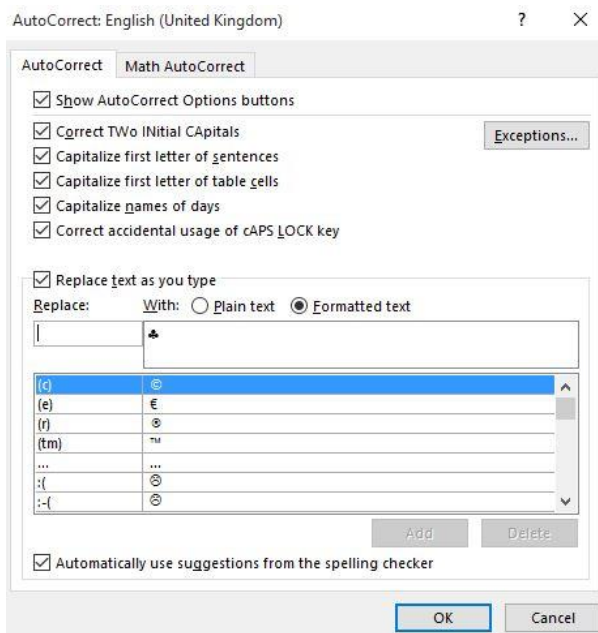 AutoCorrect: English (United Kingdom) ?
AutoCorrect Math AutoCorrect
Show AutoCorrect Options buttons
Correct TWo INitial CApitals Exceptions...
Capitalize first letter of sentences
Capitalize first letter of table cells
Capitalize names of days
Correct accidental usage of cAPS LOCK key
Replace text as you type
Replace: With: Plain text Formatted text
♣
(c) ©
(e) €
(r) ®
(tm) ™
... ...
:( ☹
:-( ☹
Add Delete
Automatically use suggestions from the spelling checker
OK Cancel